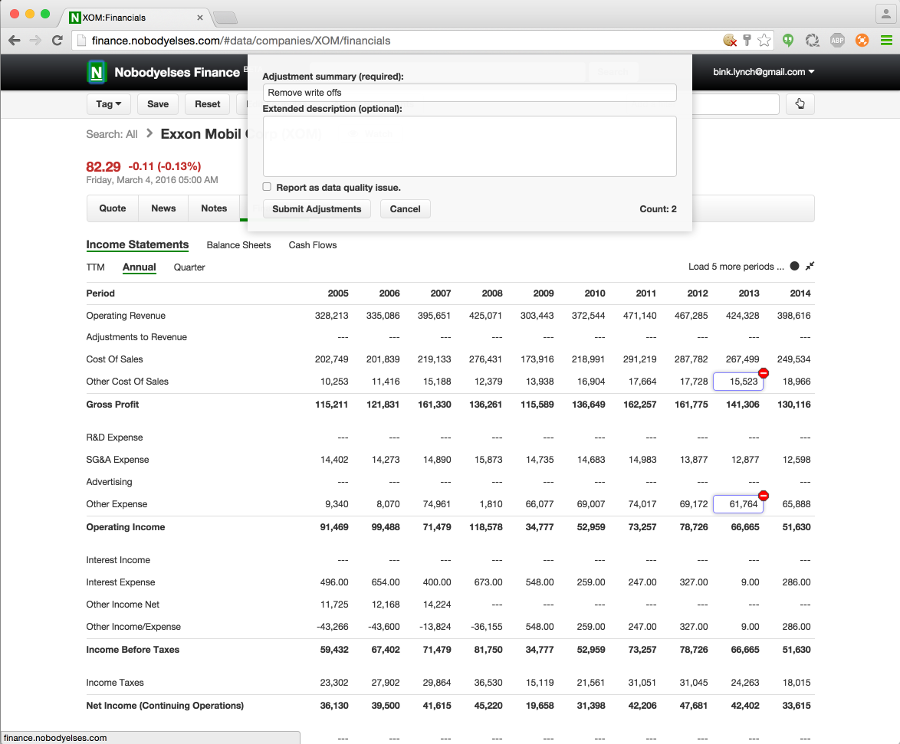 XOM:Financials
finance.nobodyelses.com/#data/companies/XOM/financials
ABP
N Nobodyelses Finance
bink.lynch@gmail.com
Adjustment summary (required):
Remove write offs
Extended description (optional):
Tag Save Reset
Search: All > Exxon Mobil
82.29 -0.11 (-0.13%)
Friday, March 4, 2016 05:00 AM
Report as data quality issue.
Submit Adjustments Cancel Count: 2
Quote News Notes
Income Statements Balance Sheets Cash Flows
TTM Annual Quarter Load 5 more periods ...
Period 2005 2006 2007 2008 2009 2010 2011 2012 2013 2014
Operating Revenue 328,213 335,086 395,651 425,071 303,443 372,544 471,140 467,285 424,328 398,616
Adjustments to Revenue --- --- --- --- --- --- --- --- --- ---
Cost Of Sales 202,749 201,839 219,133 276,431 173,916 218,991 291,219 287,782 267,499 249,534
Other Cost Of Sales 10,253 11,416 15,188 12,379 13,938 16,904 17,664 17,728 15,523 18,966
Gross Profit 115,211 121,831 161,330 136,261 115,589 136,649 162,257 161,775 141,306 130,116
R&D Expense --- --- --- --- --- --- --- --- --- ---
SG&A Expense 14,402 14,273 14,890 15,873 14,735 14,683 14,983 13,877 12,877 12,598
Advertising --- --- --- --- --- --- --- --- --- ---
Other Expense 9,340 8,070 74,961 1,810 66,077 69,007 74,017 69,172 61,764 65,888
Operating Income 91,469 99,488 71,479 118,578 34,777 52,959 73,257 78,726 66,665 51,630
Interest Income --- --- --- --- --- --- --- --- --- ---
Interest Expense 496.00 654.00 400.00 673.00 548.00 259.00 247.00 327.00 9.00 286.00
Other Income Net 11,725 12,168 14,224 --- --- --- --- --- --- ---
Other Income/Expense -43,266 -43,600 -13,824 -36,155 548.00 259.00 247.00 327.00 9.00 286.00
Income Before Taxes 59,432 67,402 71,479 81,750 34,777 52,959 73,257 78,726 66,665 51,630
Income Taxes 23,302 27,902 29,864 36,530 15,119 21,561 31,051 31,045 24,263 18,015
Net Income (Continuing Operations) 36,130 39,500 41,615 45,220 19,658 31,398 42,206 47,681 42,402 33,615
--- --- --- --- --- --- --- --- --- ---
finance.nobodyelses.com